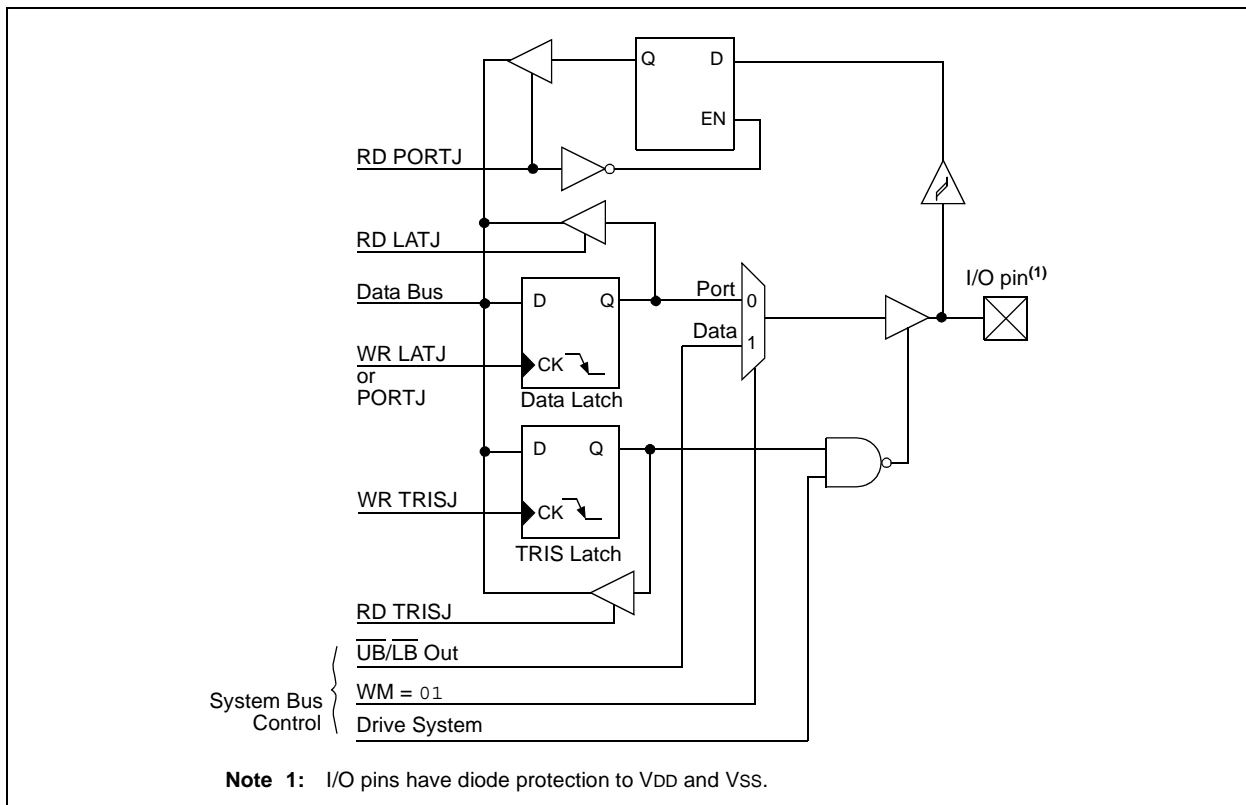 Q D
EN
RD PORTJ
RD LATJ
I/O pin(1)
Data Bus
D Q
Port
0
Data
1
WR LATJ
or
PORTJ
CK
Data Latch
D Q
WR TRISJ
CK
TRIS Latch
RD TRISJ
UB/LB Out
WM = 01
System Bus
Control
Drive System
Note 1: I/O pins have diode protection to VDD and VSS.